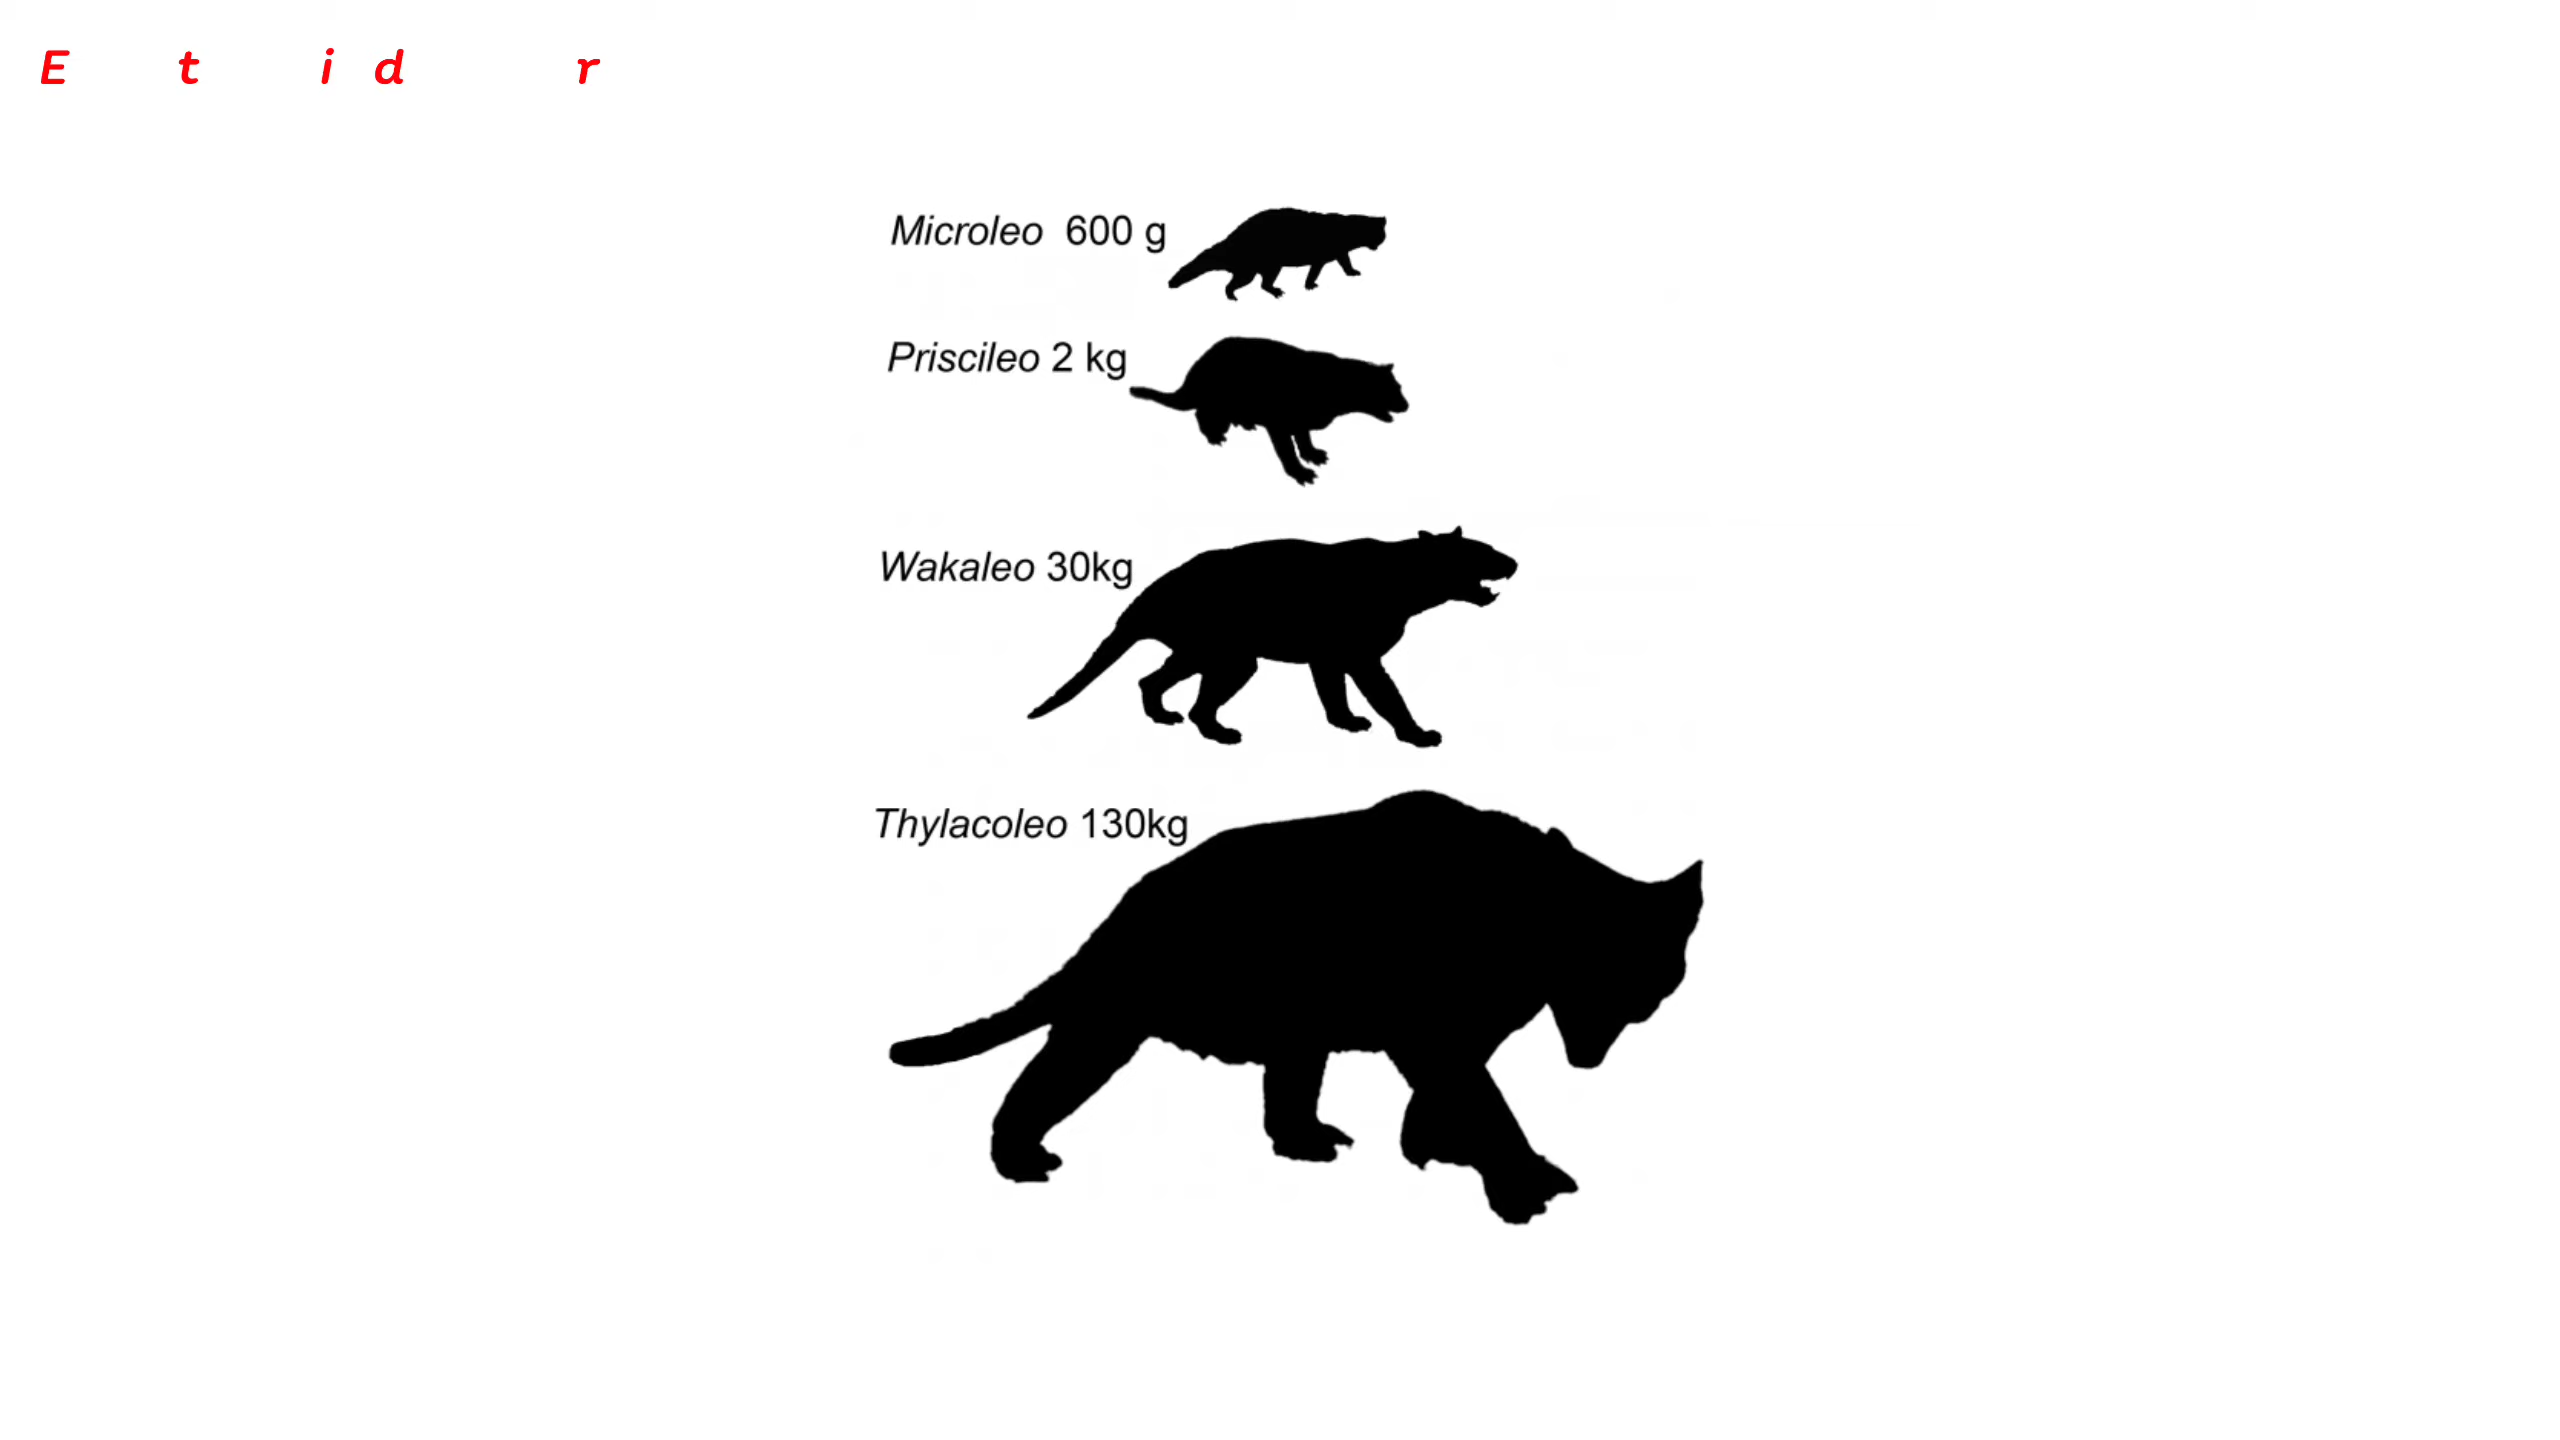 E t i d r
Microleo 600 g
Priscileo 2 kg
Wakaleo 30kg
Thylacoleo 130kg